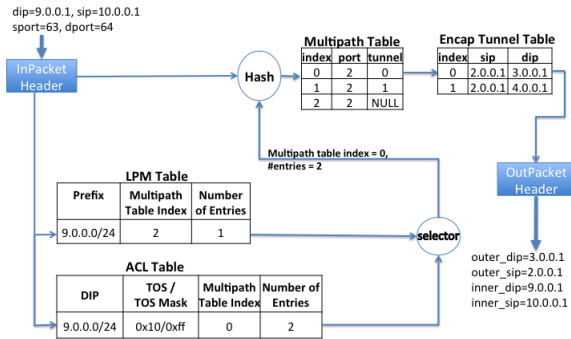 dip=9.0.0.1, sip=10.0.0.1
sport=63, dport=64
InPacket
Header
Hash
Multipath Table
index port tunnel
0 2 0
1 2 1
2 2 NULL
Encap Tunnel Table
index sip dip
0 2.0.0.1 3.0.0.1
1 2.0.0.1 4.0.0.1
Multipath table index = 0,
#entries = 2
OutPacket
Header
LPM Table
Prefix Multipath Number
Table Index of Entries
9.0.0.0/24 2 1
selector
outer_dip=3.0.0.1
outer_sip=2.0.0.1
inner_dip=9.0.0.1
inner_sip=10.0.0.1
ACL Table
DIP TOS / Multipath Number of
TOS Mask Table Index Entries
9.0.0.0/24 0x10/0xff 0 2